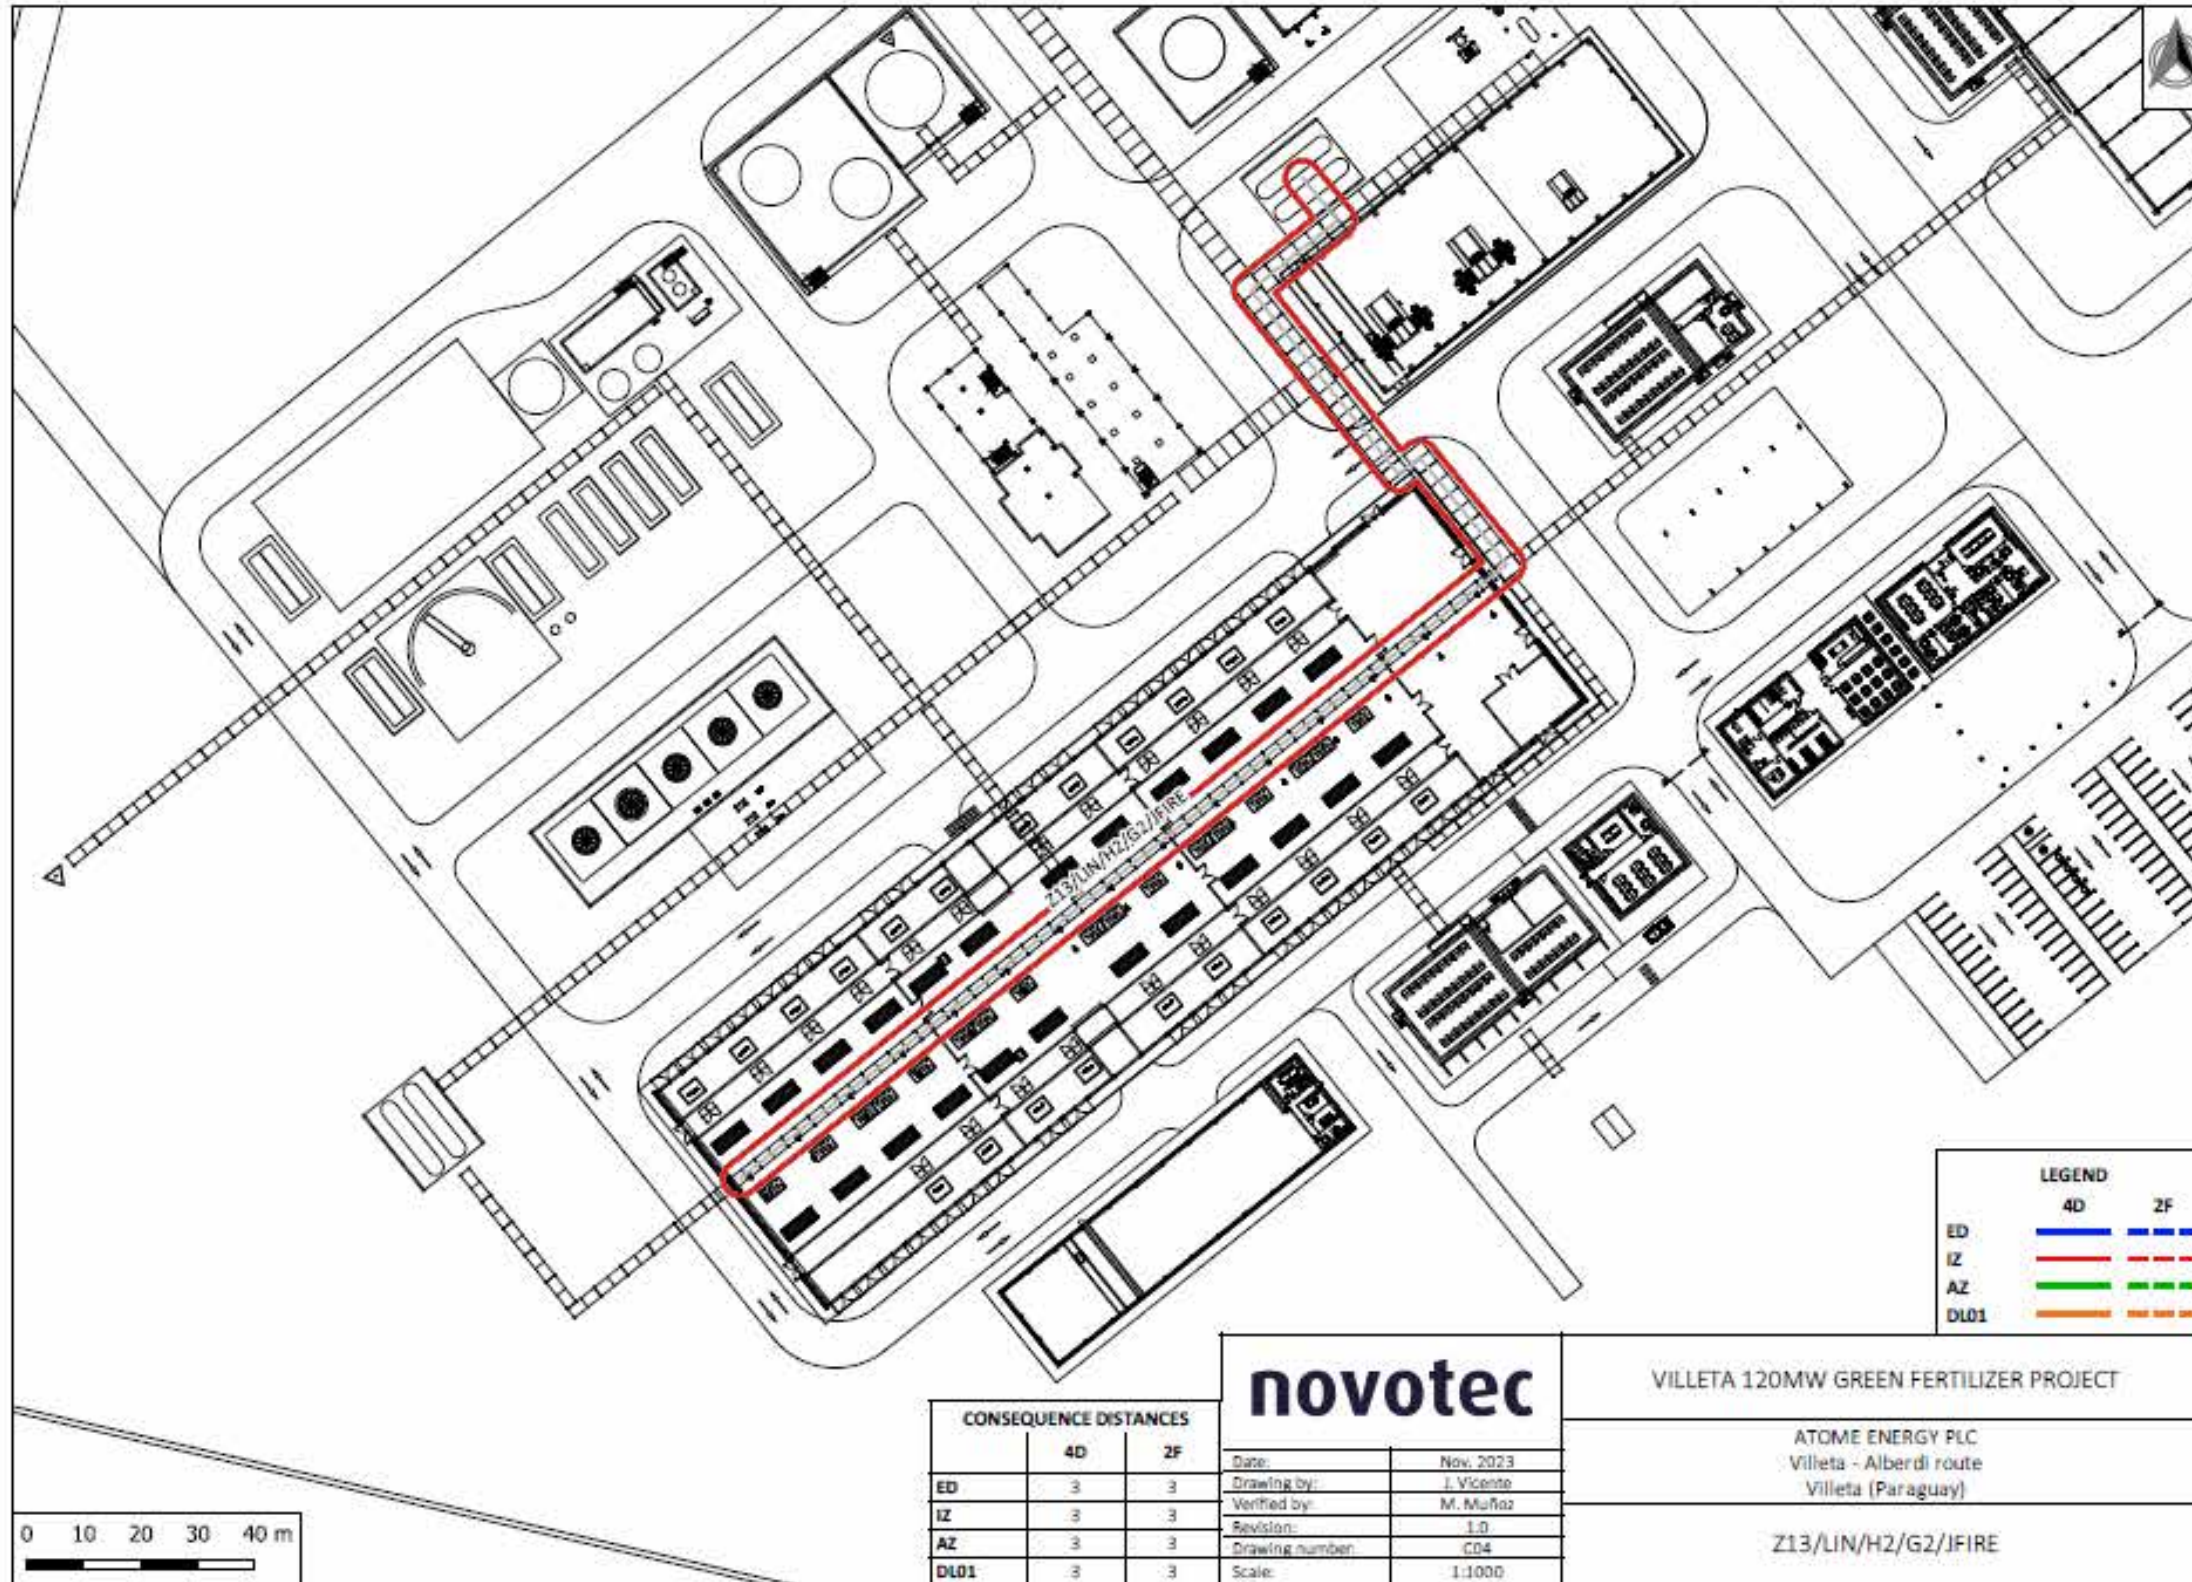 Z13/LIN/H2/G2/JFIRE
LEGEND
4D 2F
ED
IZ
AZ
DL01
CONSEQUENCE DISTANCES
4D 2F
ED 3 3
IZ 3 3
AZ 3 3
DL01 3 3
novotec
Date: Nov. 2023
Drawing by: J. Vicente
Verified by: M. Muñoz
Revision: 1.0
Drawing number: C04
Scale: 1:1000
VILLETA 120MW GREEN FERTILIZER PROJECT
ATOME ENERGY PLC
Villeta - Alberdi route
Villeta (Paraguay)
Z13/LIN/H2/G2/JFIRE
0 10 20 30 40 m